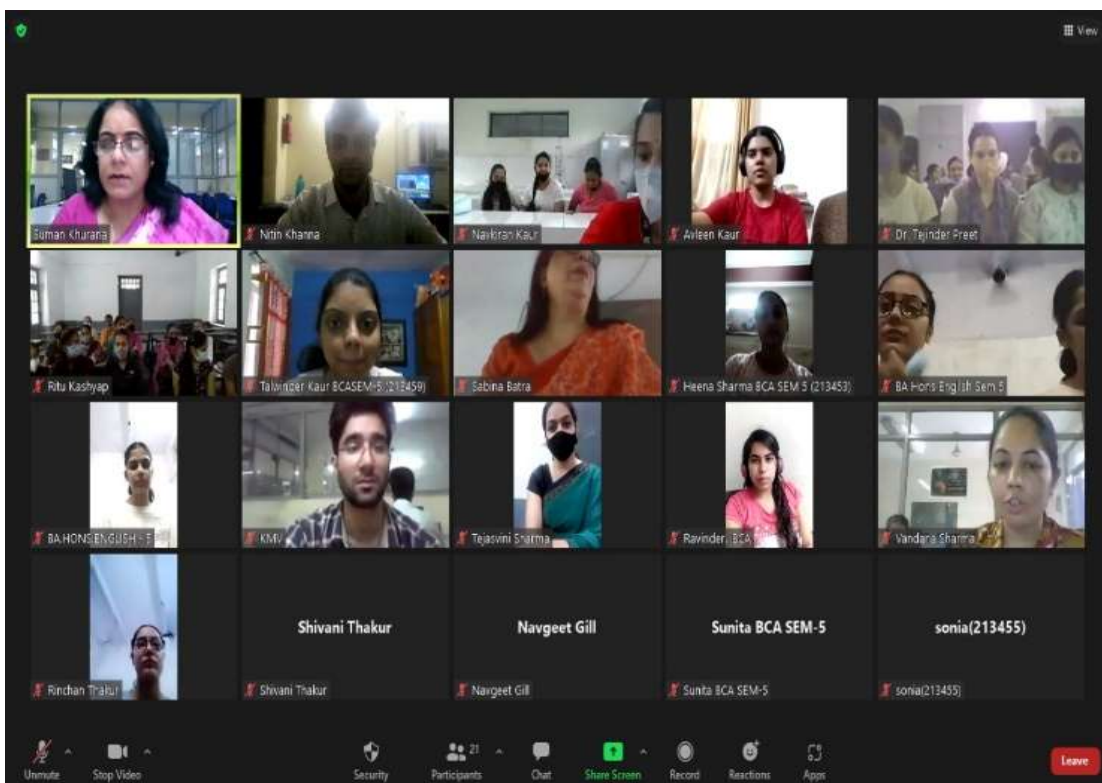 View
Suman Khurana
Nitin Khanna
Navkiran Kaur
Avleen Kaur
Dr. Tejinder Preet
Ritu Kashyap
Talwinder Kaur BCASEM-5 (213459)
Sabina Batra
Heena Sharma BCA SEM 5 (213453)
BA Hons English Sem 5
BA.HONS ENGLISH - 5
KMV
Tejasvini Sharma
Ravinder, BCA
Vandana Sharma
Rinchan Thakur
Shivani Thakur
Shivani Thakur
Navgeet Gill
Navgeet Gill
Sunita BCA SEM-5
Sunita BCA SEM-5
sonia(213455)
sonia(213455)
Unmute
Stop Video
Security
21
Participants
Chat
Share Screen
Record
Reactions
Apps
Leave